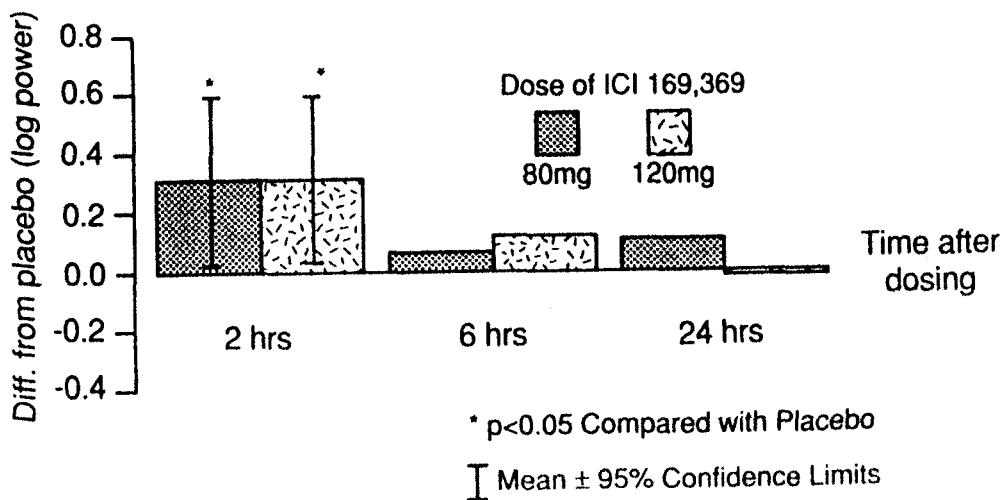 Diff. from placebo (log power)
0.8
0.6
0.4
0.2
0.0
-0.2
-0.4
* *
Dose of ICI 169,369
80mg 120mg
Time after
dosing
2 hrs 6 hrs 24 hrs
* p<0.05 Compared with Placebo
Mean ± 95% Confidence Limits